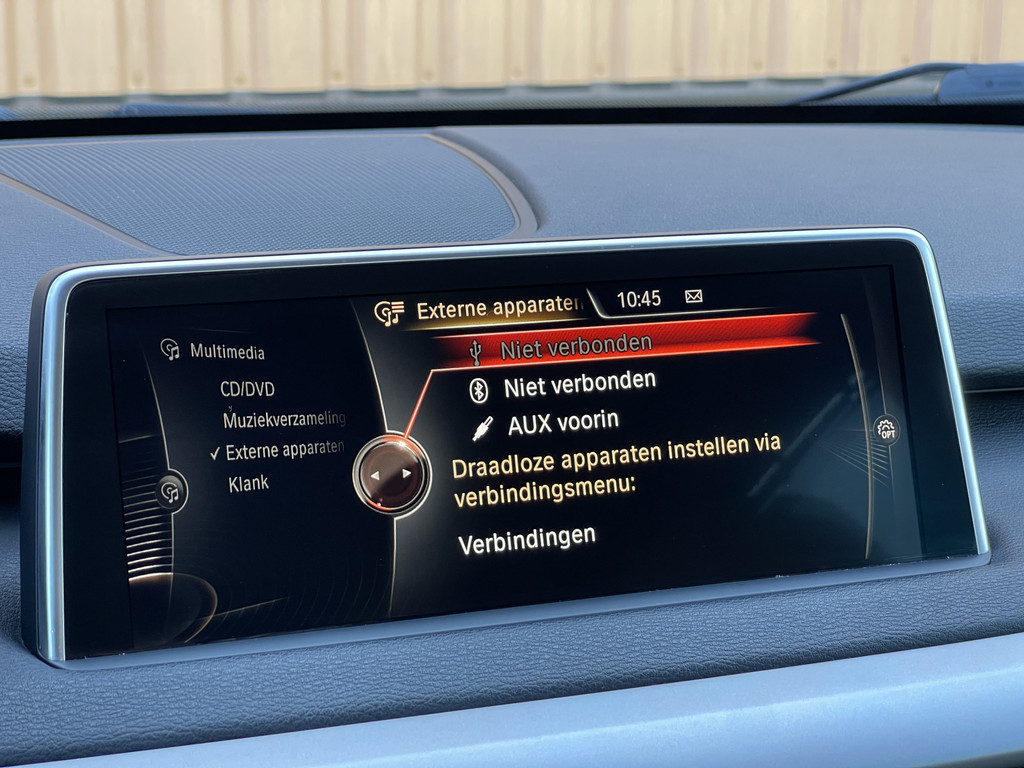 Multimedia
CD/DVD
Muziekverzameling
✓ Externe apparaten
Klank
Externe apparaten
10:45
Niet verbonden
Niet verbonden
AUX voorin
Draadloze apparaten instellen via
verbindingsmenu:
Verbindingen
OPT